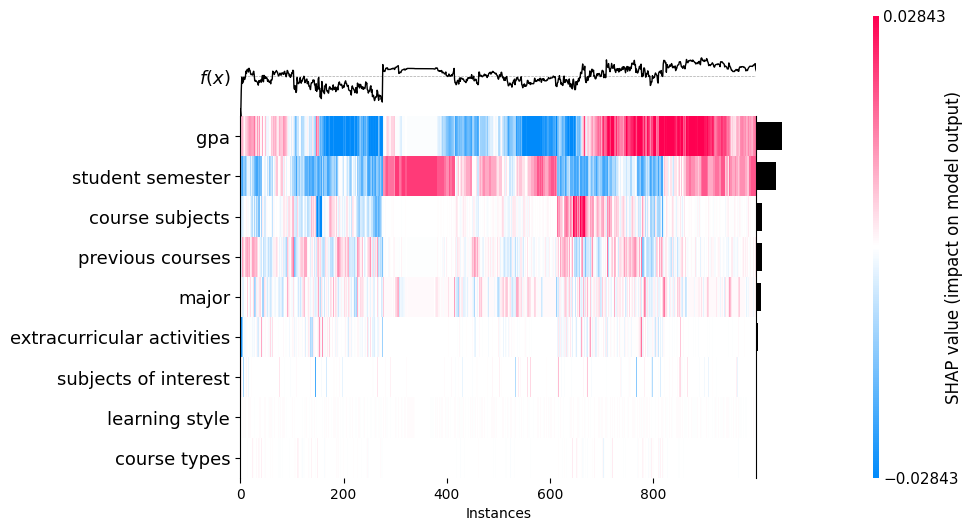 0.02843
f(x)
gpa
student semester
course subjects
previous courses
major
extracurricular activities
subjects of interest
learning style
course types
0 200 400 600 800
Instances
−0.02843
SHAP value (impact on model output)